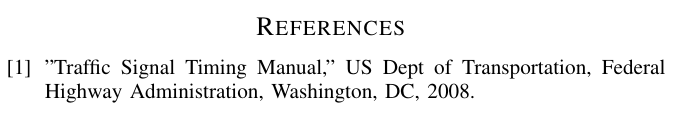 REFERENCES
[1] ”Traffic Signal Timing Manual,” US Dept of Transportation, Federal
Highway Administration, Washington, DC, 2008.